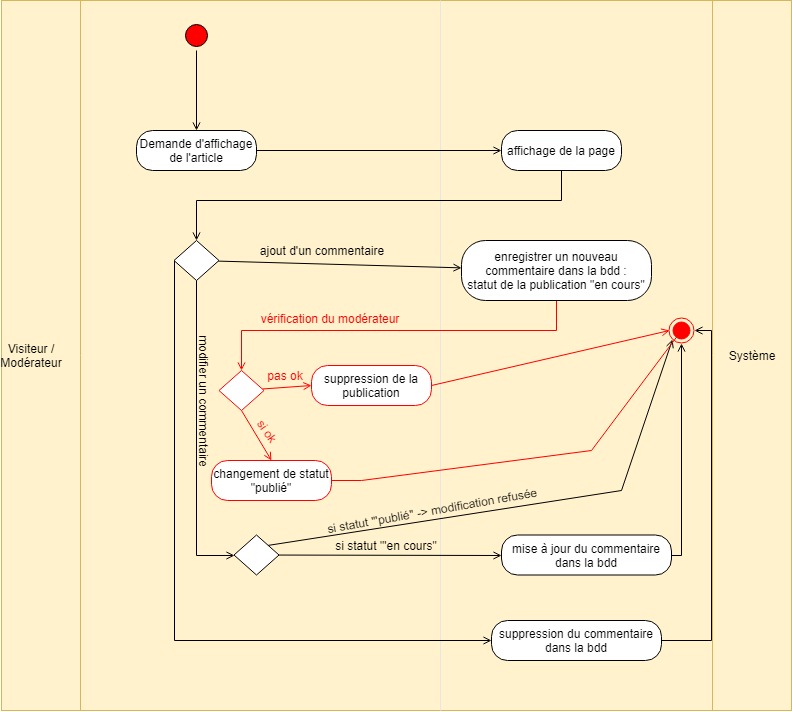 Demande d'affichage
de l'article
affichage de la page
ajout d'un commentaire
enregistrer un nouveau
commentaire dans la bdd :
statut de la publication "en cours"
vérification du modérateur
modifier un commentaire
Visiteur /
Modérateur
Système
pas ok
suppression de la
publication
si ok
changement de statut
"publié"
si statut '"publié" -> modification refusée
si statut '"en cours"
mise à jour du commentaire
dans la bdd
suppression du commentaire
dans la bdd